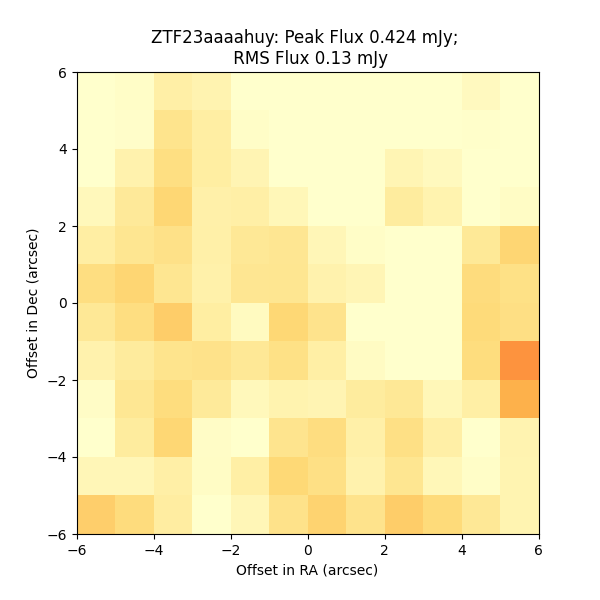 ZTF23aaaahuy: Peak Flux 0.424 mJy;
RMS Flux 0.13 mJy
6
4
2
0
−2
−4
−6
Offset in Dec (arcsec)
−6 −4 −2 0 2 4 6
Offset in RA (arcsec)